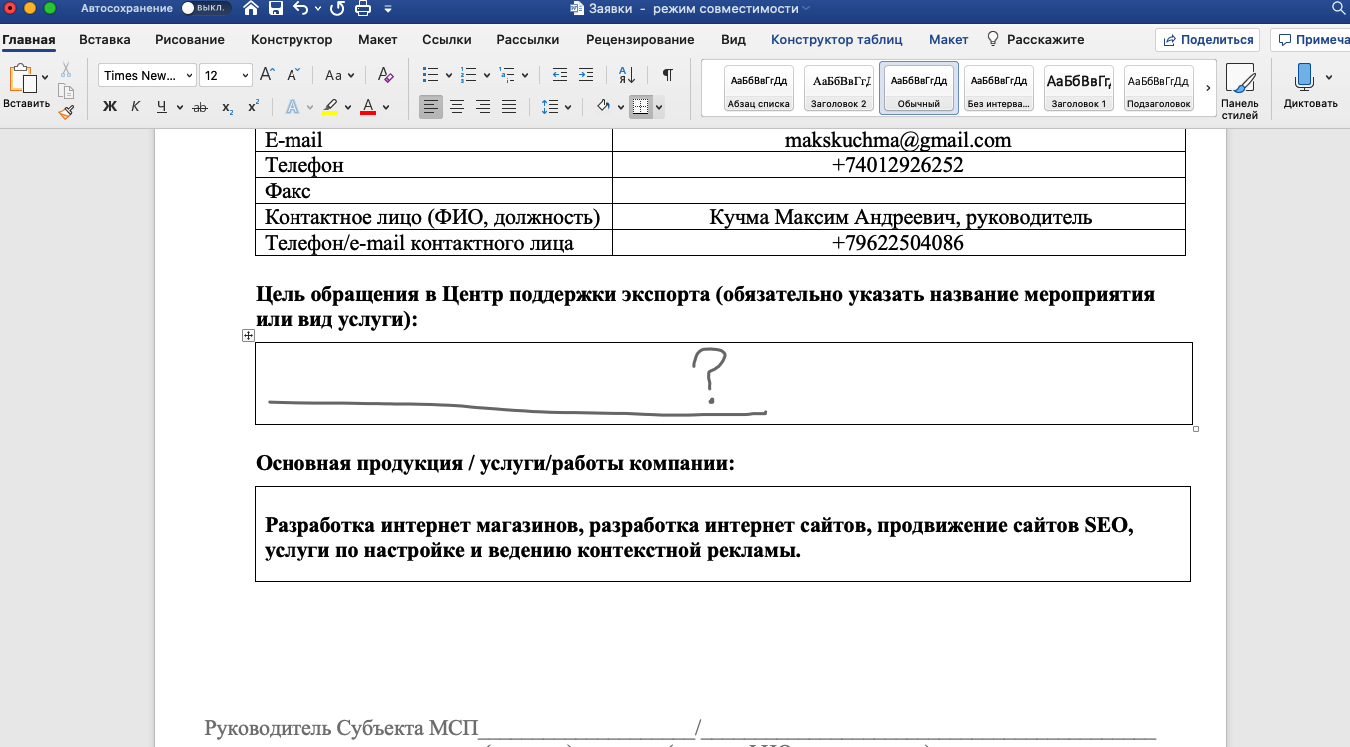 Автосохранение выкл.
Заявки - режим совместимости
Главная Вставка Рисование Конструктор Макет Ссылки Рассылки Рецензирование Вид Конструктор таблиц Макет Расскажите Поделиться Примеча
Вставить
Times New... 12
Ж К Ч ab x₂ x²
АаБбВвГгДд Абзац списка
АаБбВвГг Заголовок 2
АаБбВвГгДд Обычный
АаБбВвГгДд Без интерва...
АаБбВвГг, Заголовок 1
АаБбВвГгДд Подзаголовок
Панель стилей
Диктовать
E-mail makskuchma@gmail.com
Телефон +74012926252
Факс
Контактное лицо (ФИО, должность) Кучма Максим Андреевич, руководитель
Телефон/e-mail контактного лица +79622504086
Цель обращения в Центр поддержки экспорта (обязательно указать название мероприятия
или вид услуги):
?
Основная продукция / услуги/работы компании:
Разработка интернет магазинов, разработка интернет сайтов, продвижение сайтов SEO,
услуги по настройке и ведению контекстной рекламы.
Руководитель Субъекта МСП____________________/__________________________________________